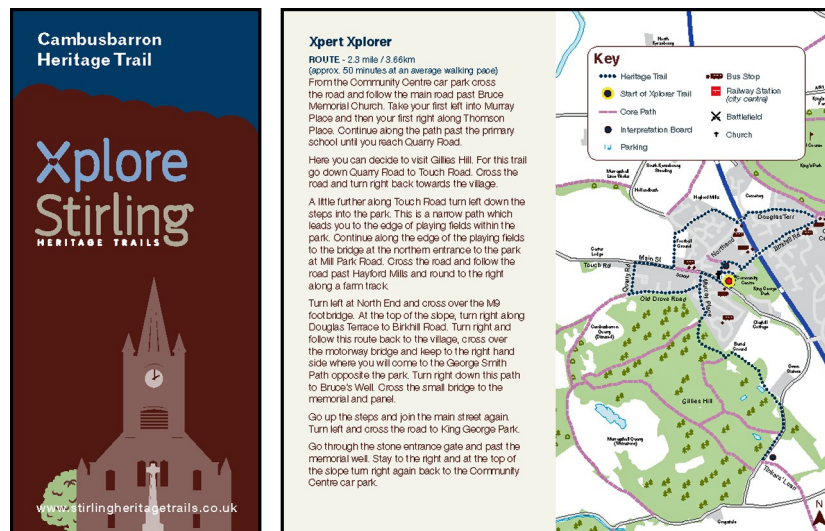 Cambusbarron
Heritage Trail
Xplore
Stirling
HERITAGE TRAILS
www.stirlingheritagetrails.co.uk
Xpert Xplorer
ROUTE - 2.3 mile / 3.66km
(approx. 50 minutes at an average walking pace)
From the Community Centre car park cross
the road and follow the main road past Bruce
Memorial Church. Take your first left into Murray
Place and then your first right along Thomson
Place. Continue along the path past the primary
school until you reach Quarry Road.
Here you can decide to visit Gillies Hill. For this trail
go down Quarry Road to Touch Road. Cross the
road and turn right back towards the village.
A little further along Touch Road turn left down the
steps into the park. This is a narrow path which
leads you to the edge of playing fields within the
park. Continue along the edge of the playing fields
to the bridge at the northern entrance to the park
at Mill Park Road. Cross the road and follow the
road past Hayford Mills and round to the right
along a farm track.
Turn left at North End and cross over the M9
footbridge. At the top of the slope, turn right along
Douglas Terrace to Birkhill Road. Turn right and
follow this route back to the village, cross over
the motorway bridge and keep to the right hand
side where you will come to the George Smith
Path opposite the park. Turn right down this path
to Bruce's Well. Cross the small bridge to the
memorial and panel.
Go up the steps and join the main street again.
Turn left and cross the road to King George Park.
Go through the stone entrance gate and past the
memorial well. Stay to the right and at the top of
the slope turn right again back to the Community
Centre car park.
Key
Heritage Trail
Start of Xplorer Trail
Core Path
Interpretation Board
Parking
Bus Stop
Railway Station
(city centre)
Battlefield
Church
North
Hayford Mills
Cemetery
King's Park
Douglas Terr
Birkhill Rd
Northend
Football
Ground
Main St
Touch Rd
Quarry Rd
Murray Place
Community
Centre
King George
Park
Old Drove Road
Cambusbarron
Quarry
(Disused)
Cottage
Burial
Ground
Gillies Hill
Murrayshall Quarry
Tinkers' Loan
N